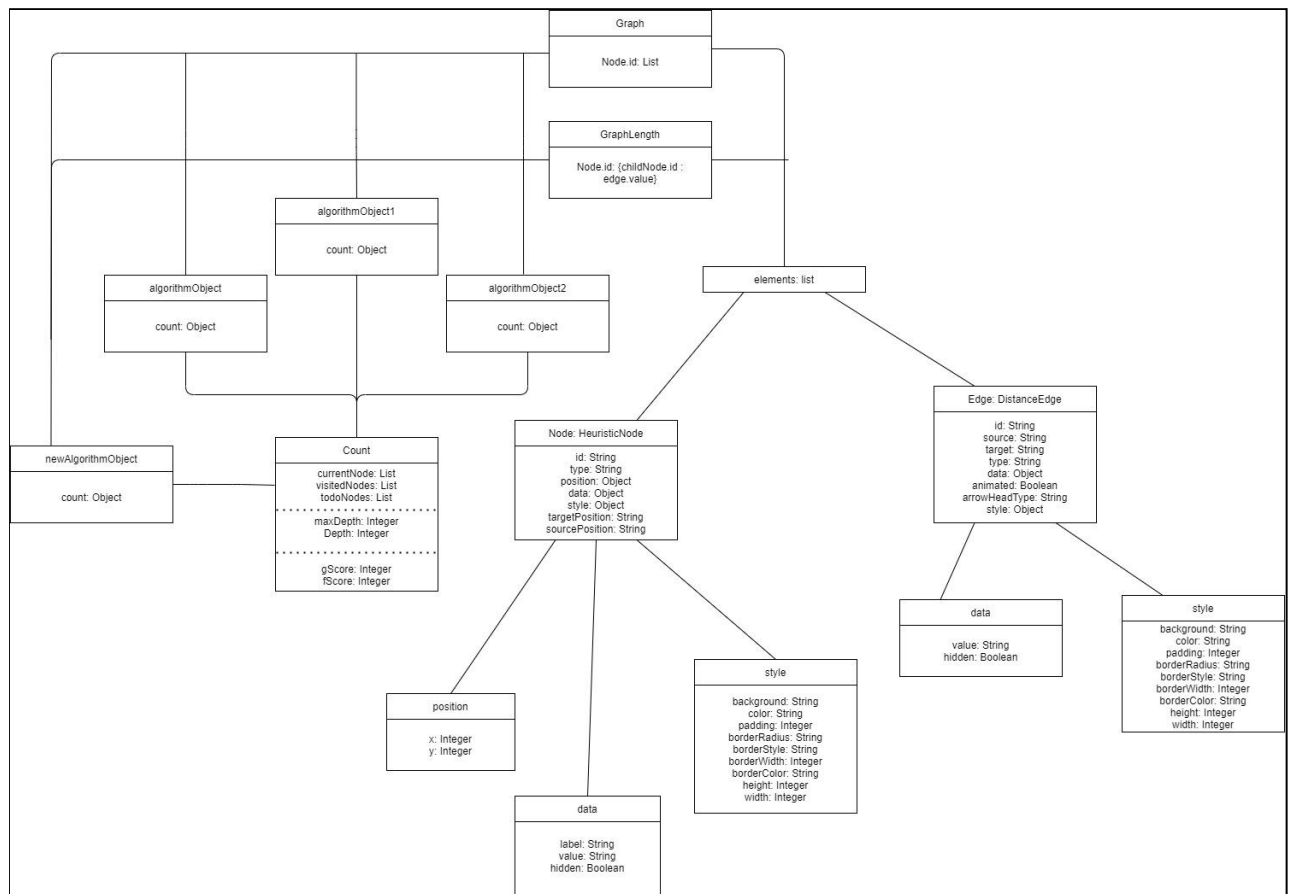 Graph
Node.id: List
GraphLength
Node.id: {childNode.id :
edge.value}
algorithmObject1
count: Object
algorithmObject
count: Object
algorithmObject2
count: Object
elements: list
newAlgorithmObject
count: Object
Count
currentNode: List
visitedNodes: List
todoNodes: List
maxDepth: Integer
Depth: Integer
gScore: Integer
fScore: Integer
Node: HeuristicNode
id: String
type: String
position: Object
data: Object
style: Object
targetPosition: String
sourcePosition: String
Edge: DistanceEdge
id: String
source: String
target: String
type: String
data: Object
animated: Boolean
arrowHeadType: String
style: Object
position
x: Integer
y: Integer
data
label: String
value: String
hidden: Boolean
style
background: String
color: String
padding: Integer
borderRadius: String
borderStyle: String
borderWidth: Integer
borderColor: String
height: Integer
width: Integer
data
value: String
hidden: Boolean
style
background: String
color: String
padding: Integer
borderRadius: String
borderStyle: String
borderWidth: Integer
borderColor: String
height: Integer
width: Integer